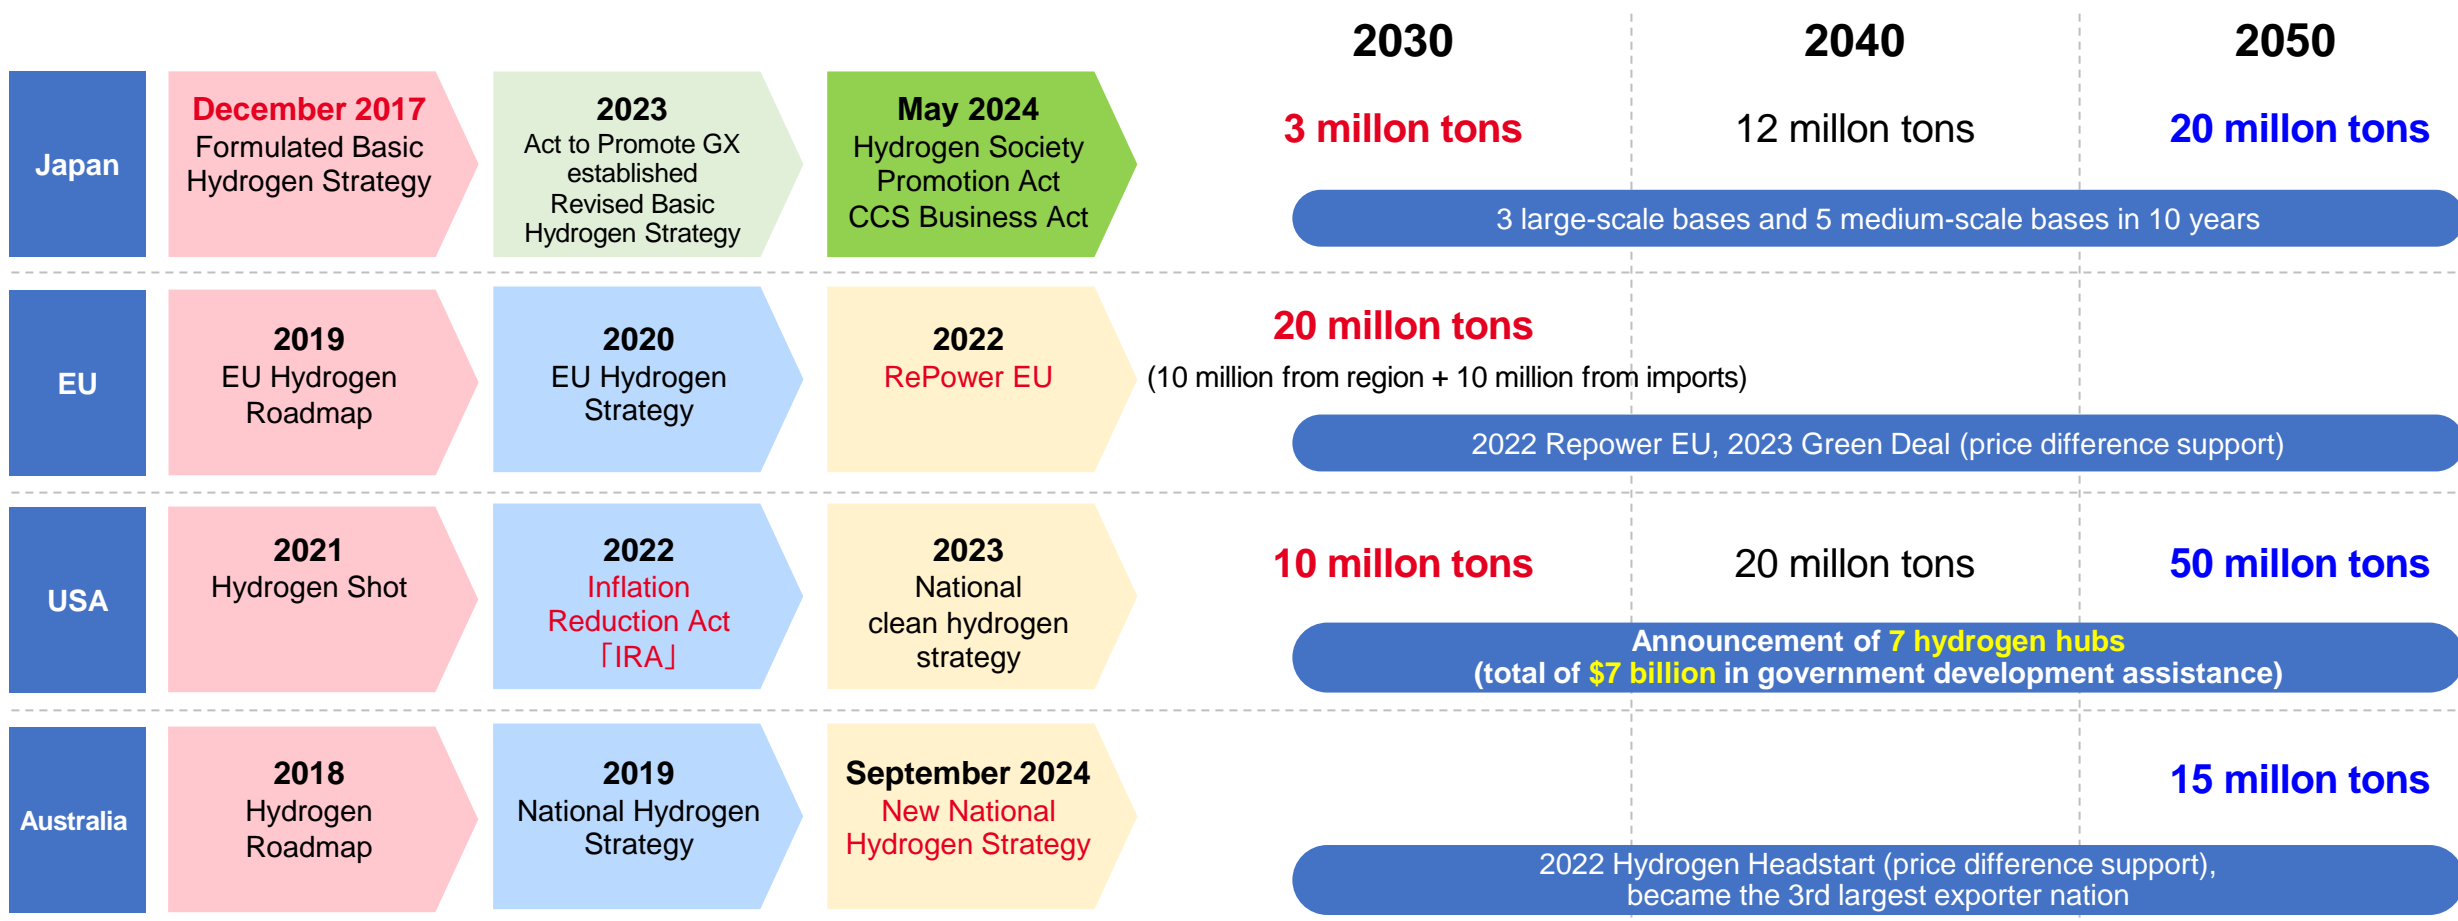 2030
2040
2050
Japan
December 2017
Formulated Basic
Hydrogen Strategy
2023
Act to Promote GX
established
Revised Basic
Hydrogen Strategy
May 2024
Hydrogen Society
Promotion Act
CCS Business Act
3 millon tons
12 millon tons
20 millon tons
3 large-scale bases and 5 medium-scale bases in 10 years
EU
2019
EU Hydrogen
Roadmap
2020
EU Hydrogen
Strategy
2022
RePower EU
20 millon tons
(10 million from region + 10 million from imports)
2022 Repower EU, 2023 Green Deal (price difference support)
USA
2021
Hydrogen Shot
2022
Inflation
Reduction Act
「IRA」
2023
National
clean hydrogen
strategy
10 millon tons
20 millon tons
50 millon tons
Announcement of 7 hydrogen hubs
(total of $7 billion in government development assistance)
Australia
2018
Hydrogen
Roadmap
2019
National Hydrogen
Strategy
September 2024
New National
Hydrogen Strategy
15 millon tons
2022 Hydrogen Headstart (price difference support),
became the 3rd largest exporter nation